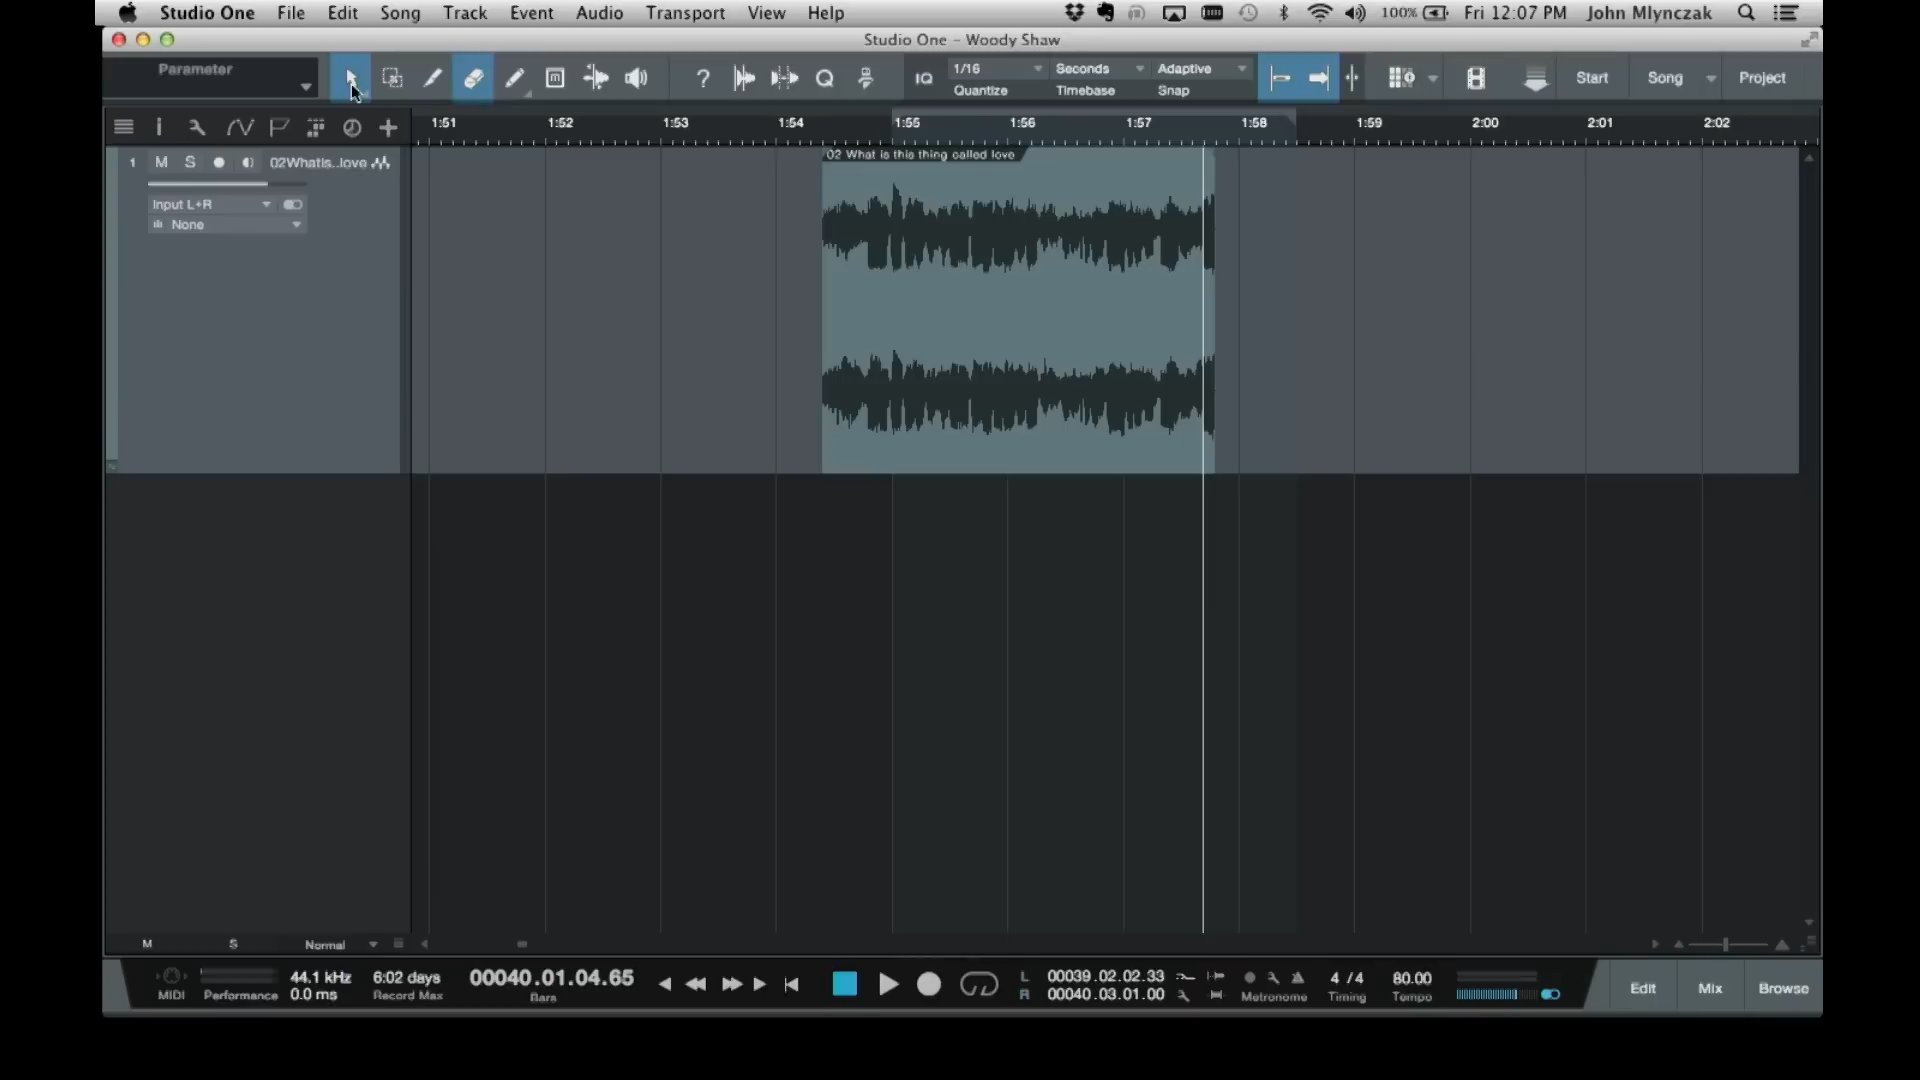 Studio One File Edit Song Track Event Audio Transport View Help 100% Fri 12:07 PM John Mlynczak
Studio One - Woody Shaw
Parameter
? Q IQ 1/16 Seconds Adaptive
Quantize Timebase Snap
Start Song Project
1:51 1:52 1:53 1:54 1:55 1:56 1:57 1:58 1:59 2:00 2:01 2:02
1 M S 02WhatIs..love
02 What is this thing called love
Input L+R
None
M S Normal
MIDI Performance
44.1 kHz
0.0 ms
6:02 days
Record Max
00040.01.04.65
Bars
L 00039.02.02.33
R 00040.03.01.00
Metronome
4 / 4
Timing
80.00
Tempo
Edit Mix Browse